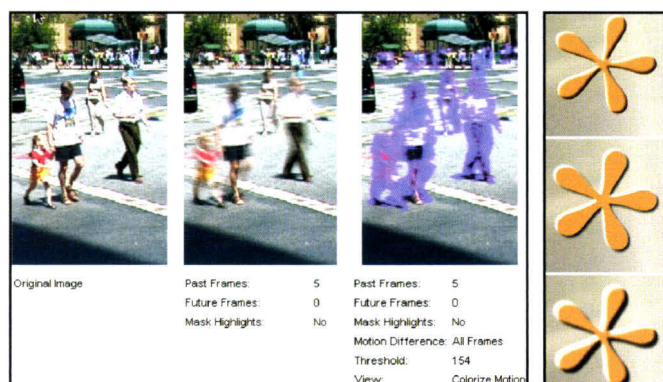 Original Image
Past Frames: 5
Future Frames: 0
Mask Highlights: No
Past Frames: 5
Future Frames: 0
Mask Highlights: No
Motion Difference: All Frames
Threshold: 154
View: Colorize Motion